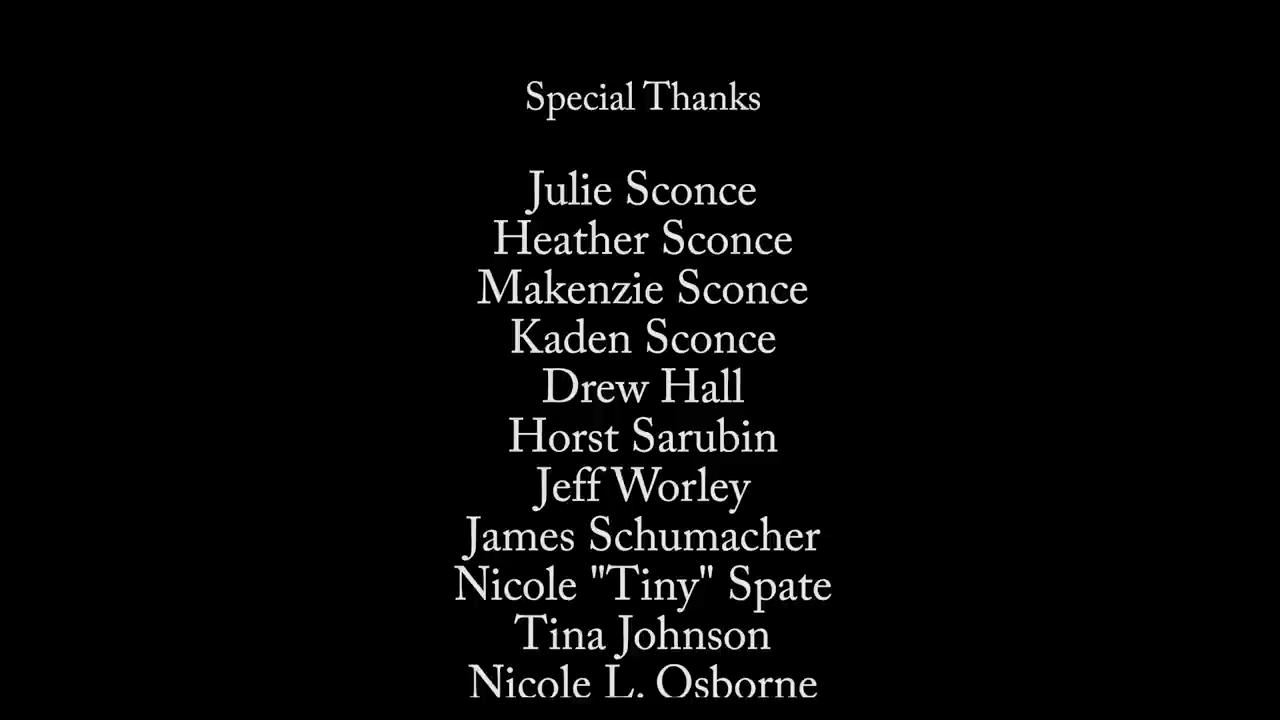 Special Thanks
Julie Sconce
Heather Sconce
Makenzie Sconce
Kaden Sconce
Drew Hall
Horst Sarubin
Jeff Worley
James Schumacher
Nicole "Tiny" Spate
Tina Johnson
Nicole L. Osborne